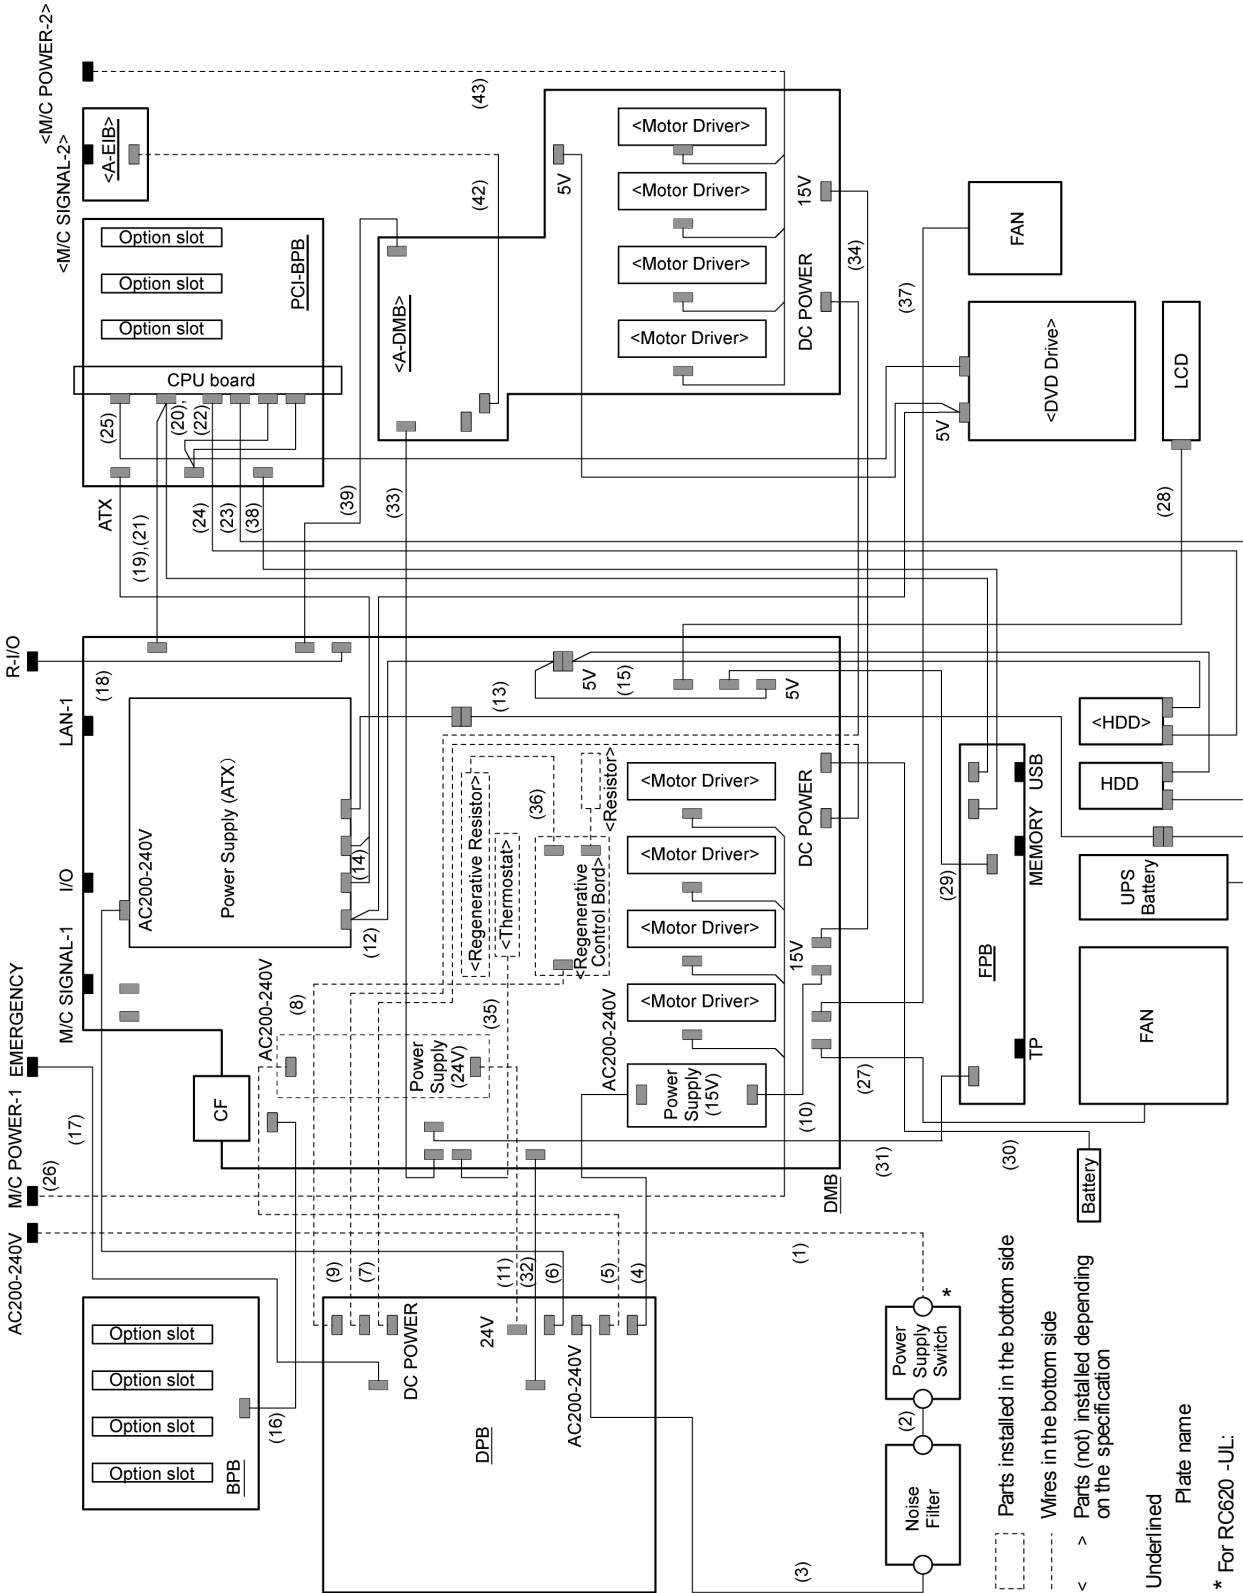 AC200-240V
M/C POWER-1
EMERGENCY
M/C SIGNAL-1
I/O
LAN-1
R-I/O
<M/C SIGNAL-2>
<M/C POWER-2>
(26)
(17)
(18)
<A-EIB>
(43)
(42)
Option slot
Option slot
Option slot
Option slot
BPB
(16)
CF
AC200-240V
Power Supply (ATX)
(12)
(14)
(13)
AC200-240V
(8)
Power
Supply
(24V)
(35)
<Regenerative Resistor>
<Thermostat>
(36)
<Regenerative
Control Bord>
<Resistor>
5V
(15)
5V
Option slot
Option slot
Option slot
PCI-BPB
CPU board
(25)
(20),
(22)
ATX
(19),(21)
(24)
(23)
(38)
(39)
(33)
<A-DMB>
5V
<Motor Driver>
<Motor Driver>
<Motor Driver>
<Motor Driver>
15V
DC POWER
(34)
(9)
(7)
DC POWER
(11)
(32)
24V
(6)
(5)
(4)
AC200-240V
DPB
AC200-240V
Power
Supply
(15V)
(10)
<Motor Driver>
<Motor Driver>
<Motor Driver>
<Motor Driver>
15V
DC POWER
DMB
(1)
(31)
(27)
(30)
(29)
(37)
(28)
FAN
<DVD Drive>
5V
LCD
Power
Supply
Switch
*
(2)
Noise
Filter
(3)
FPB
TP
MEMORY
USB
<HDD>
HDD
UPS
Battery
FAN
Battery
Parts installed in the bottom side
Wires in the bottom side
< > Parts (not) installed depending
on the specification
Underlined
Plate name
* For RC620 -UL: